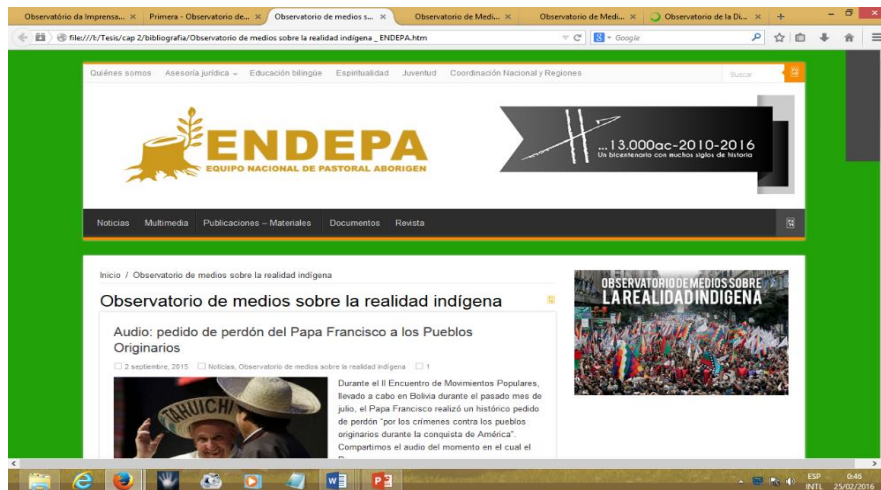 Observatório da Imprensa...
Primera - Observatorio de...
Observatorio de medios s...
Observatorio de Medi...
Observatorio de Medi...
Observatorio de la Di...
file:///I:/Tesis/cap 2/bibliografia/Observatorio de medios sobre la realidad indígena _ ENDEPA.htm
Google
Quiénes somos Asesoría jurídica Educación bilingüe Espiritualidad Juventud Coordinación Nacional y Regiones
Buscar
ENDEPA
EQUIPO NACIONAL DE PASTORAL ABORIGEN
...13.000ac-2010-2016
Un bicentenario con muchos siglos de historia
Noticias Multimedia Publicaciones – Materiales Documentos Revista
Inicio / Observatorio de medios sobre la realidad indígena
Observatorio de medios sobre la realidad indígena
OBSERVATORIO DE MEDIOS SOBRE
LA REALIDAD INDIGENA
Audio: pedido de perdón del Papa
Francisco a los Pueblos
Originarios
2 septiembre, 2015 Noticias, Observatorio de medios sobre la realidad indígena 1
TAHUICHI
Durante el II Encuentro de Movimientos Populares,
llevado a cabo en Bolivia durante el pasado mes de
julio, el Papa Francisco realizó un histórico pedido
de perdón "por los crímenes contra los pueblos
originarios durante la conquista de América".
Compartimos el audio del momento en el cual el
ESP
INTL
0:46
25/02/2016